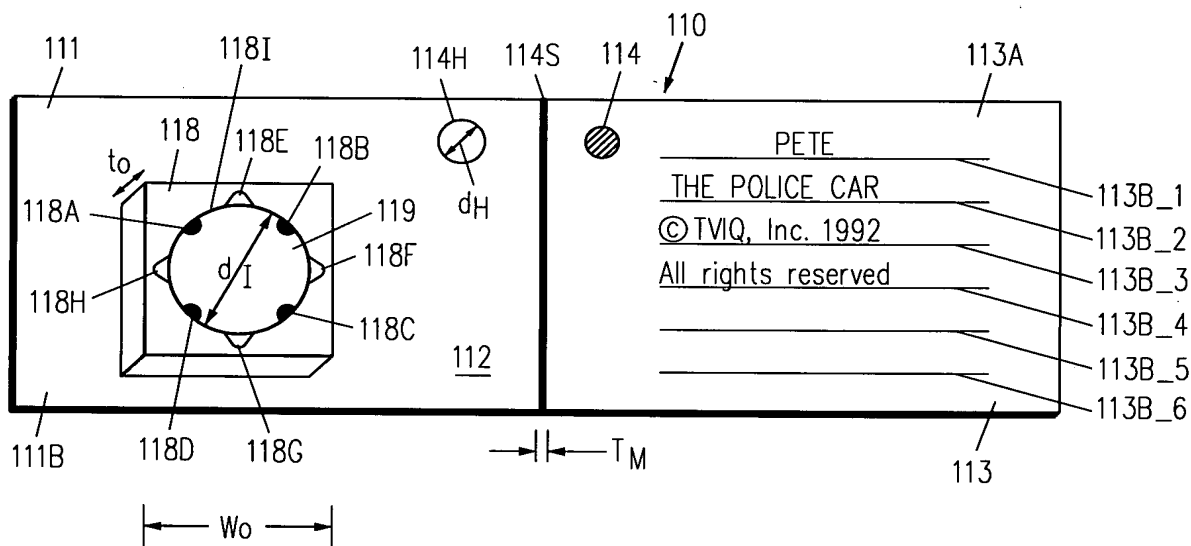 110
111 118I 114H 114S 114 113A
118 118E 118B
to
118A
dH
119
118F
dI
118H
118C
112
PETE
THE POLICE CAR
© TVIQ, Inc. 1992
All rights reserved
113B_1
113B_2
113B_3
113B_4
113B_5
113B_6
111B 118D 118G
TM
113
Wo